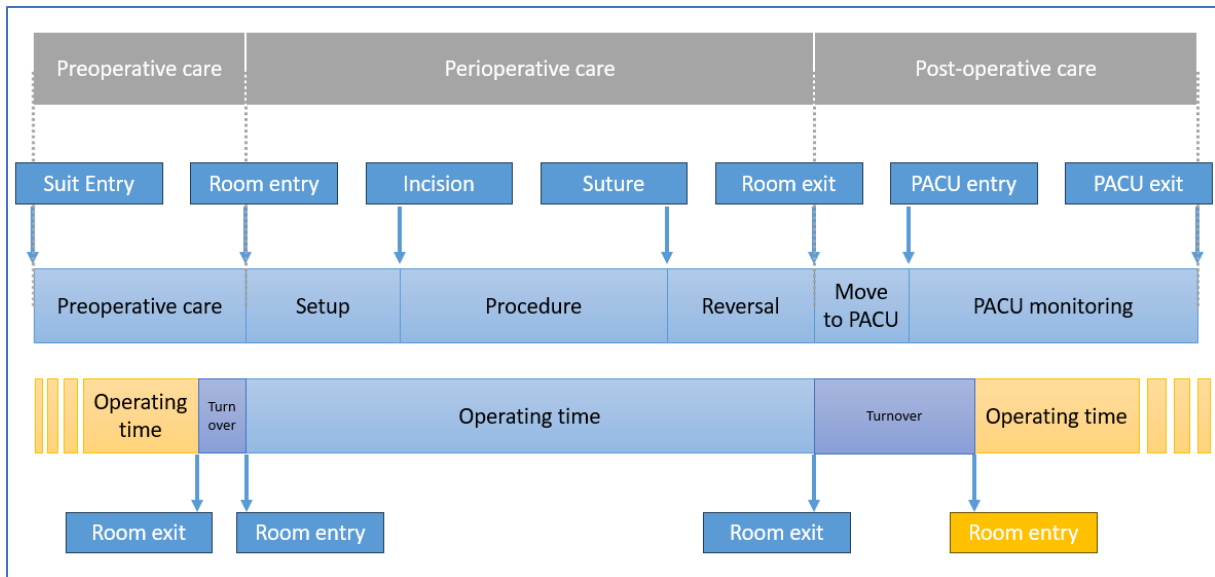 Preoperative care
Perioperative care
Post-operative care
Suit Entry
Room entry
Incision
Suture
Room exit
PACU entry
PACU exit
Preoperative care
Setup
Procedure
Reversal
Move
to PACU
PACU monitoring
Operating
time
Turn
over
Operating time
Turnover
Operating time
Room exit
Room entry
Room exit
Room entry